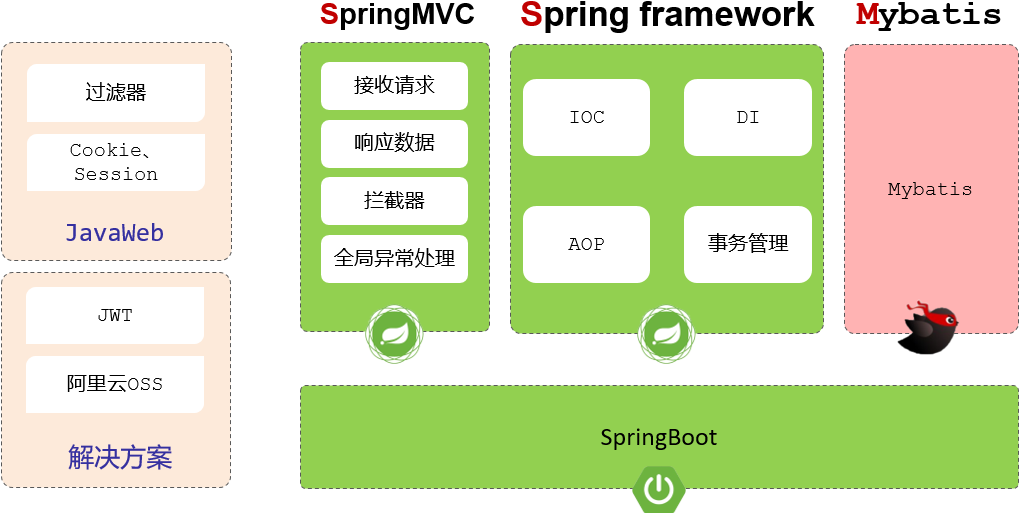 SpringMVC
Spring framework
Mybatis
过滤器
Cookie、
Session
JavaWeb
JWT
阿里云OSS
解决方案
接收请求
响应数据
拦截器
全局异常处理
IOC
DI
AOP
事务管理
Mybatis
SpringBoot